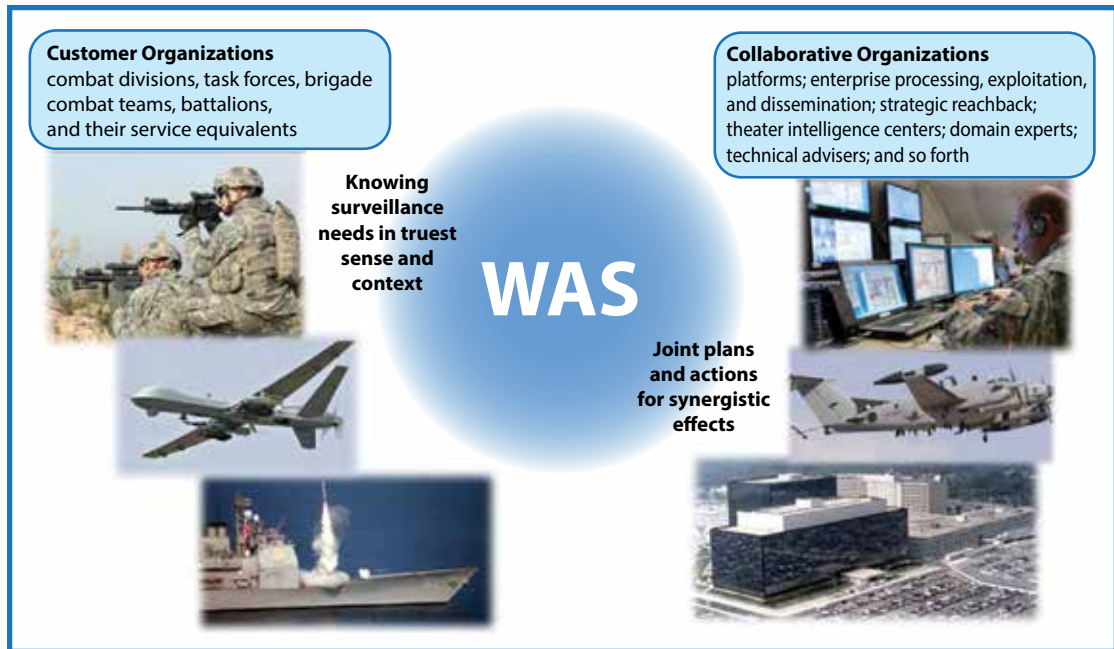 Customer Organizations
combat divisions, task forces, brigade
combat teams, battalions,
and their service equivalents
Collaborative Organizations
platforms; enterprise processing, exploitation,
and dissemination; strategic reachback;
theater intelligence centers; domain experts;
technical advisers; and so forth
Knowing
surveillance
needs in truest
sense and
context
WAS
Joint plans
and actions
for synergistic
effects